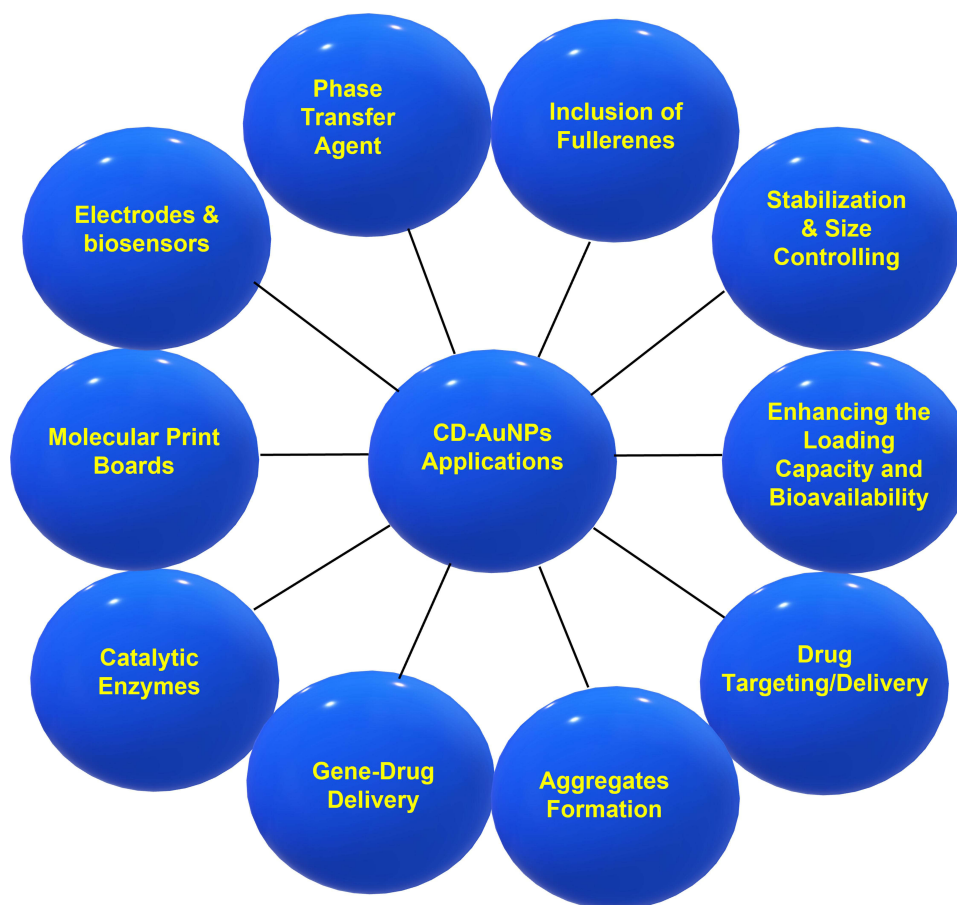 Phase
Transfer
Agent
Inclusion of
Fullerenes
Electrodes &
biosensors
Stabilization
& Size
Controlling
Molecular Print
Boards
CD-AuNPs
Applications
Enhancing the
Loading
Capacity and
Bioavailability
Catalytic
Enzymes
Drug
Targeting/Delivery
Gene-Drug
Delivery
Aggregates
Formation